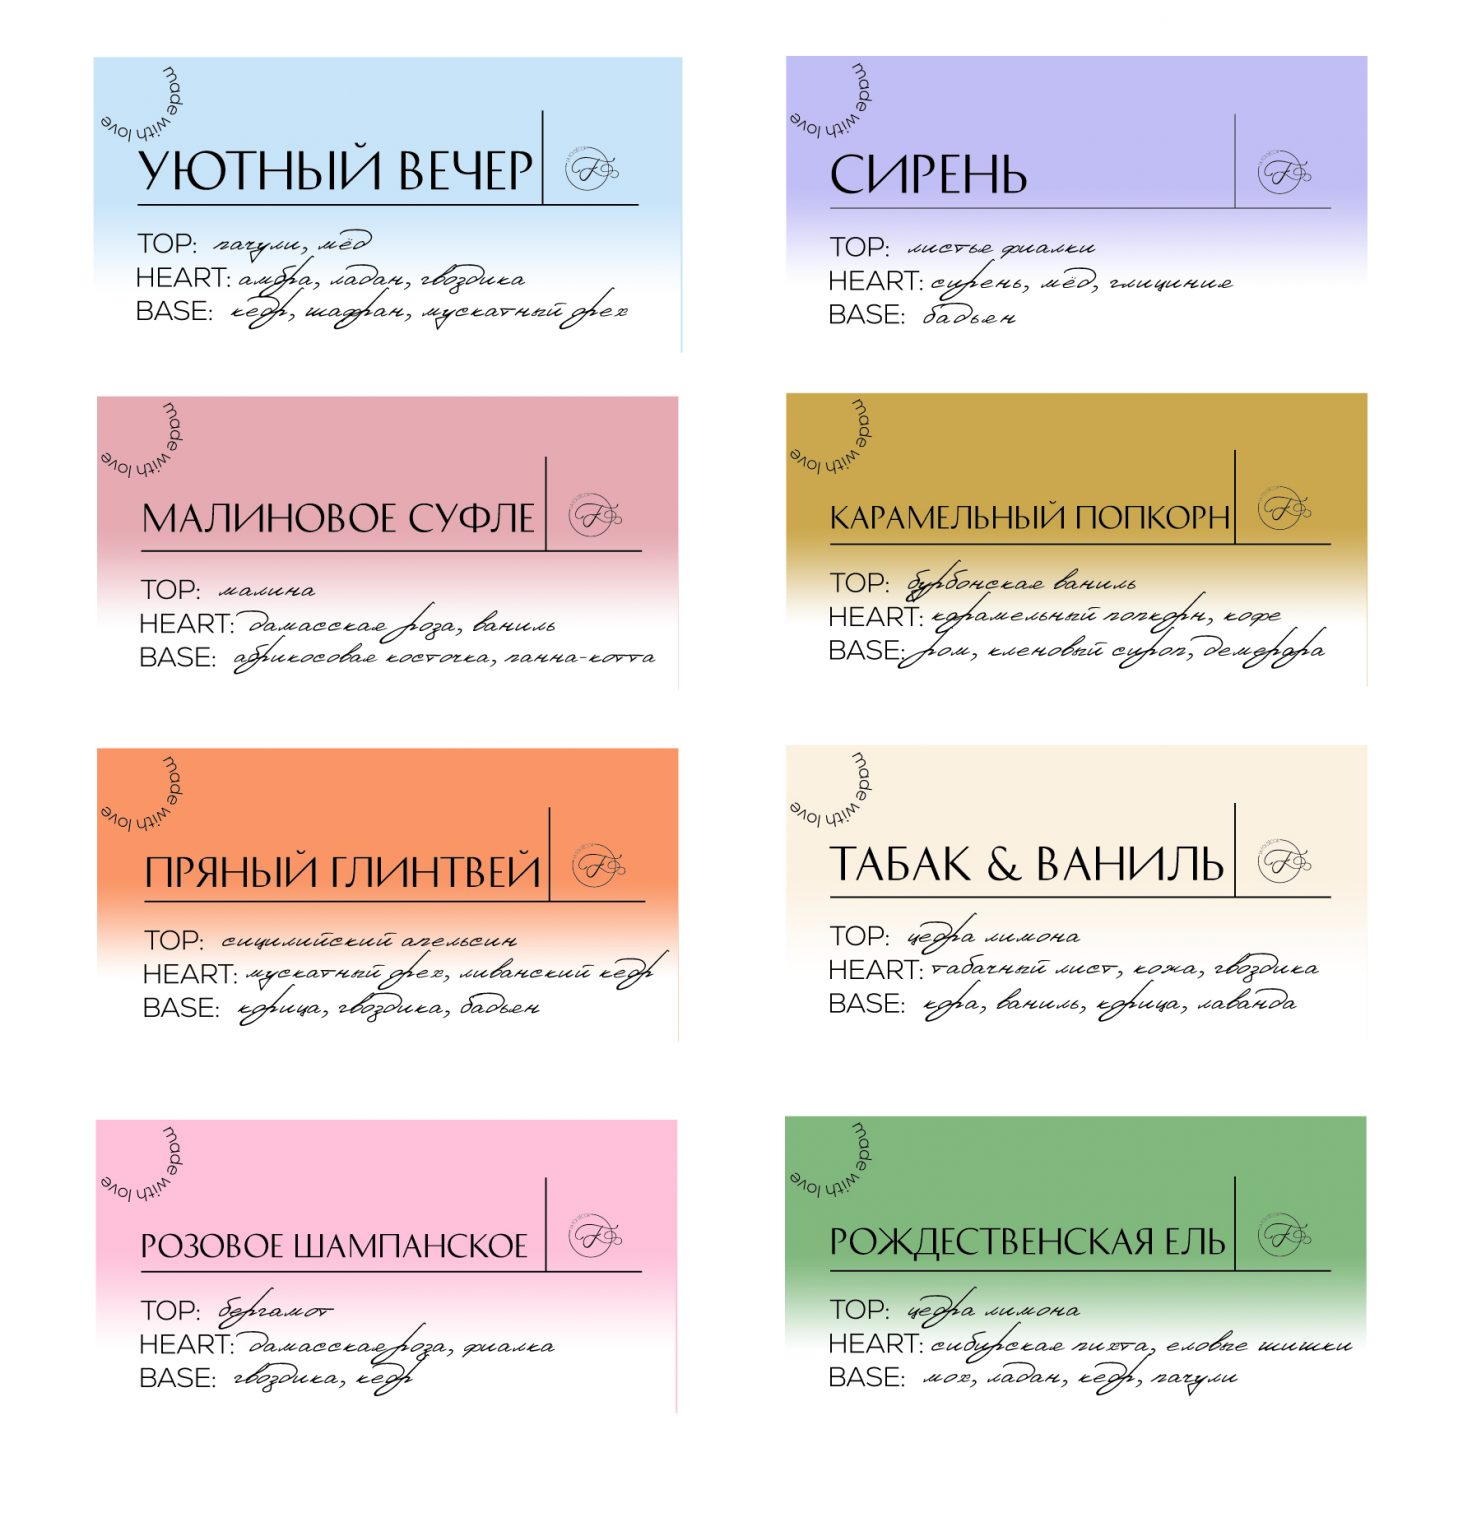 made with love
УЮТНЫЙ ВЕЧЕР
TOP: пачули, мёд
HEART: амбра, ладан, гвоздика
BASE: кедр, шафран, мускатный орех
made with love
СИРЕНЬ
TOP: листье фиалки
HEART: сирень, мёд, глициния
BASE: бадьян
made with love
МАЛИНОВОЕ СУФЛЕ
TOP: малина
HEART: дамасская роза, ваниль
BASE: абрикосовая косточка, панна-котта
made with love
КАРАМЕЛЬНЫЙ ПОПКОРН
TOP: бурбонская ваниль
HEART: карамельный попкорн, кофе
BASE: ром, кленовый сироп, демерара
made with love
ПРЯНЫЙ ГЛИНТВЕЙ
TOP: сицилийский апельсин
HEART: мускатный орех, ливанский кедр
BASE: корица, гвоздика, бадьян
made with love
ТАБАК & ВАНИЛЬ
TOP: цедра лимона
HEART: табачный лист, кожа, гвоздика
BASE: кора, ваниль, корица, лаванда
made with love
РОЗОВОЕ ШАМПАНСКОЕ
TOP: бергамот
HEART: дамасская роза, фиалка
BASE: гвоздика, кедр
made with love
РОЖДЕСТВЕНСКАЯ ЕЛЬ
TOP: цедра лимона
HEART: сибирская пихта, еловые шишки
BASE: мох, ладан, кедр, пачули